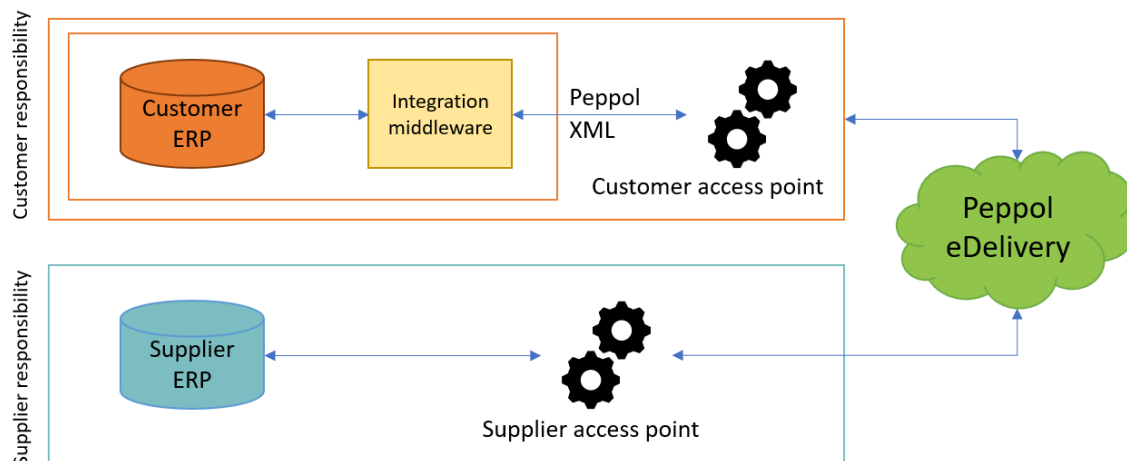 Customer responsibility
Customer
ERP
Integration
middleware
Peppol
XML
Customer access point
Peppol
eDelivery
Supplier responsibility
Supplier
ERP
Supplier access point